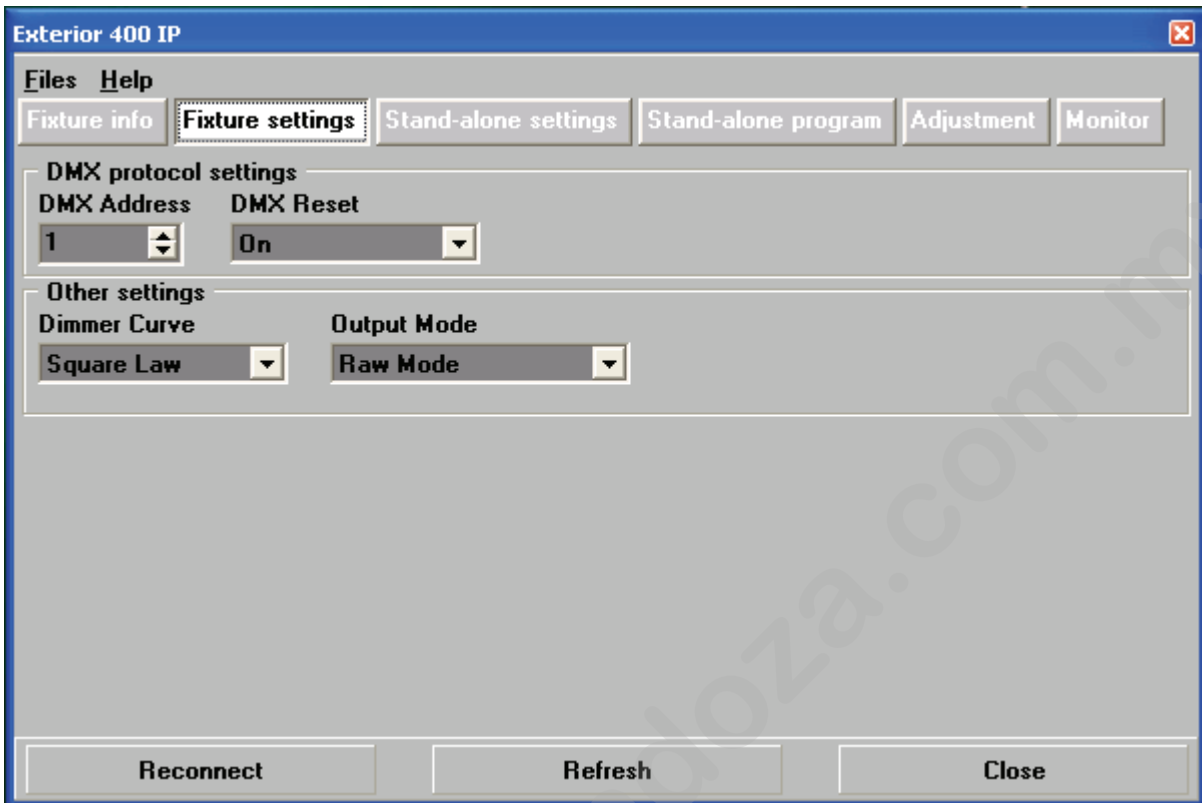 Exterior 400 IP
Files Help
Fixture info Fixture settings Stand-alone settings Stand-alone program Adjustment Monitor
DMX protocol settings
DMX Address DMX Reset
1 On
Other settings
Dimmer Curve Output Mode
Square Law Raw Mode
Reconnect Refresh Close